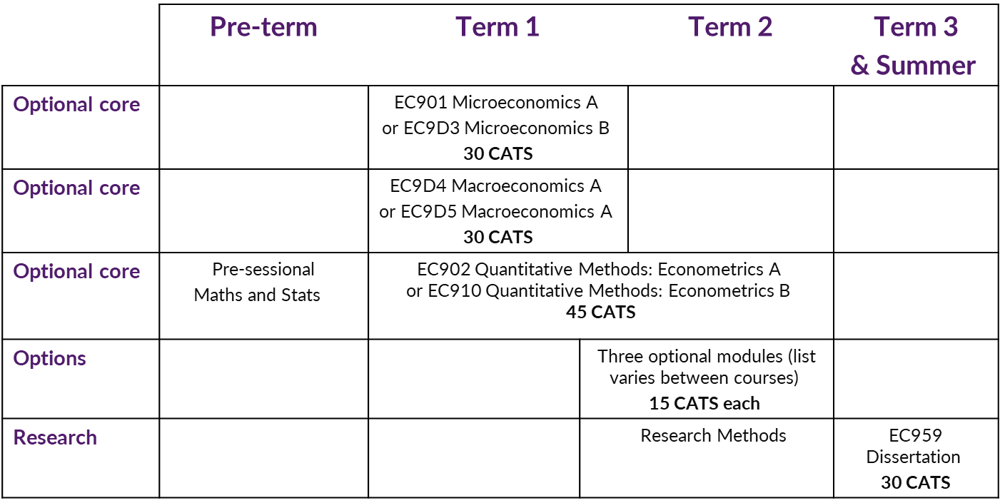 Pre-term
Term 1
Term 2
Term 3
& Summer
Optional core
EC901 Microeconomics A
or EC9D3 Microeconomics B
30 CATS
Optional core
EC9D4 Macroeconomics A
or EC9D5 Macroeconomics A
30 CATS
Optional core
Pre-sessional
Maths and Stats
EC902 Quantitative Methods: Econometrics A
or EC910 Quantitative Methods: Econometrics B
45 CATS
Options
Three optional modules (list
varies between courses)
15 CATS each
Research
Research Methods
EC959
Dissertation
30 CATS